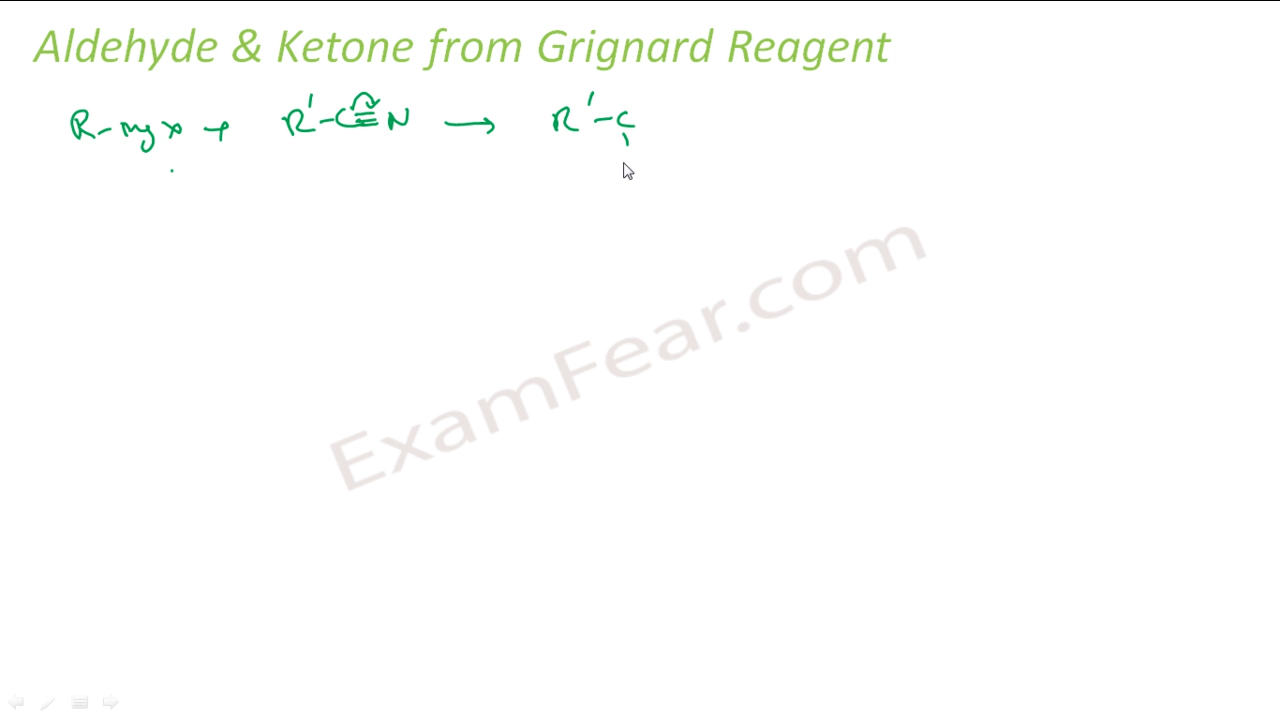 Aldehyde & Ketone from Grignard Reagent
R-mgx + R'-C≡N → R'-C
ExamFear.com